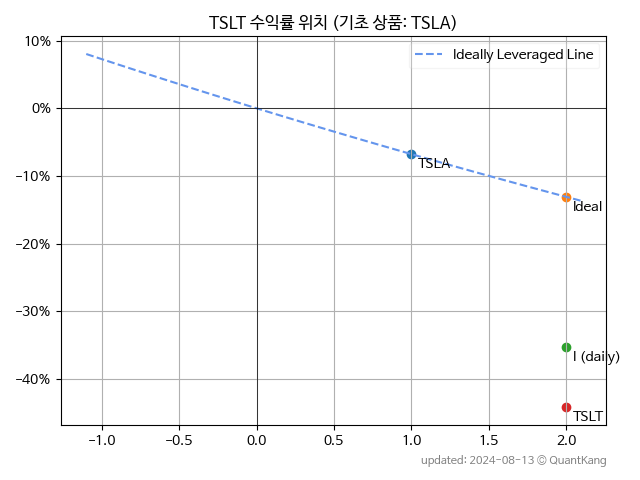 TSLT 수익률 위치 (기초 상품: TSLA)
10%
Ideally Leveraged Line
0%
TSLA
−10%
Ideal
−20%
−30%
I (daily)
−40%
TSLT
−1.0 −0.5 0.0 0.5 1.0 1.5 2.0
updated: 2024-08-13 © QuantKang